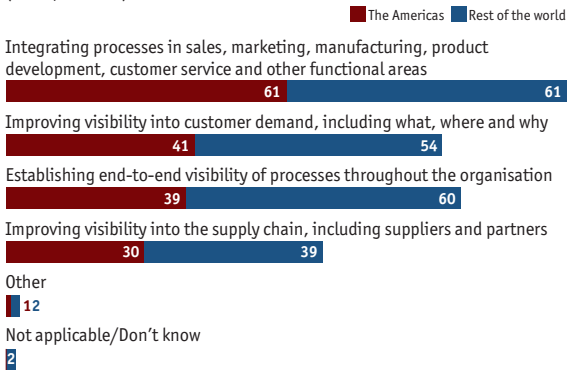 The Americas Rest of the world
Integrating processes in sales, marketing, manufacturing, product
development, customer service and other functional areas
61 61
Improving visibility into customer demand, including what, where and why
41 54
Establishing end-to-end visibility of processes throughout the organisation
39 60
Improving visibility into the supply chain, including suppliers and partners
30 39
Other
1 2
Not applicable/Don't know
2